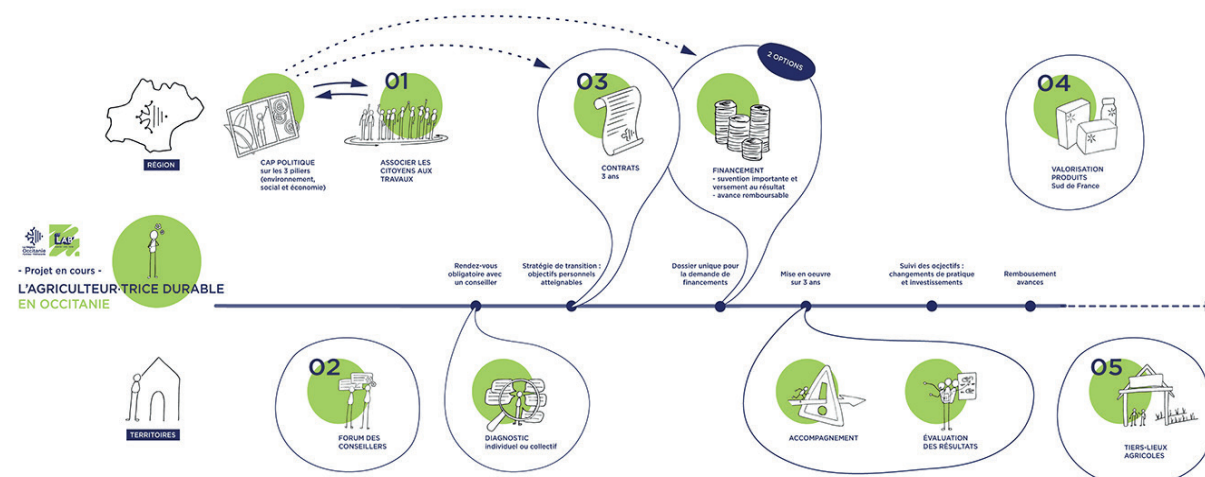 2 OPTIONS
01
03
04
RÉGION
CAP POLITIQUE
sur les 3 piliers
(environnement,
social et économie)
ASSOCIER LES
CITOYENS AUX
TRAVAUX
CONTRATS
3 ans
FINANCEMENT
- suvention importante et
versement au résultat
- avance remboursable
VALORISATION
PRODUITS
Sud de France
Occitanie
LAB'
- Projet en cours -
L'AGRICULTEUR·TRICE DURABLE
EN OCCITANIE
Rendez-vous
obligatoire avec
un conseiller
Stratégie de transition :
objectifs personnels
atteignables
Dossier unique pour
la demande de
financements
Mise en oeuvre
sur 3 ans
Suivi des ocjectifs :
changements de pratique
et investissements
Rembousement
avances
02
05
TERRITOIRES
FORUM DES
CONSEILLERS
DIAGNOSTIC
individuel ou collectif
ACCOMPAGNEMENT
ÉVALUATION
DES RÉSULTATS
TIERS-LIEUX
AGRICOLES